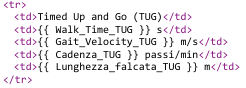 <tr>
<td>Timed Up and Go (TUG)</td>
<td>{{ Walk_Time_TUG }} s</td>
<td>{{ Gait_Velocity_TUG }} m/s</td>
<td>{{ Cadenza_TUG }} passi/min</td>
<td>{{ Lunghezza_falcata_TUG }} m</td>
</tr>